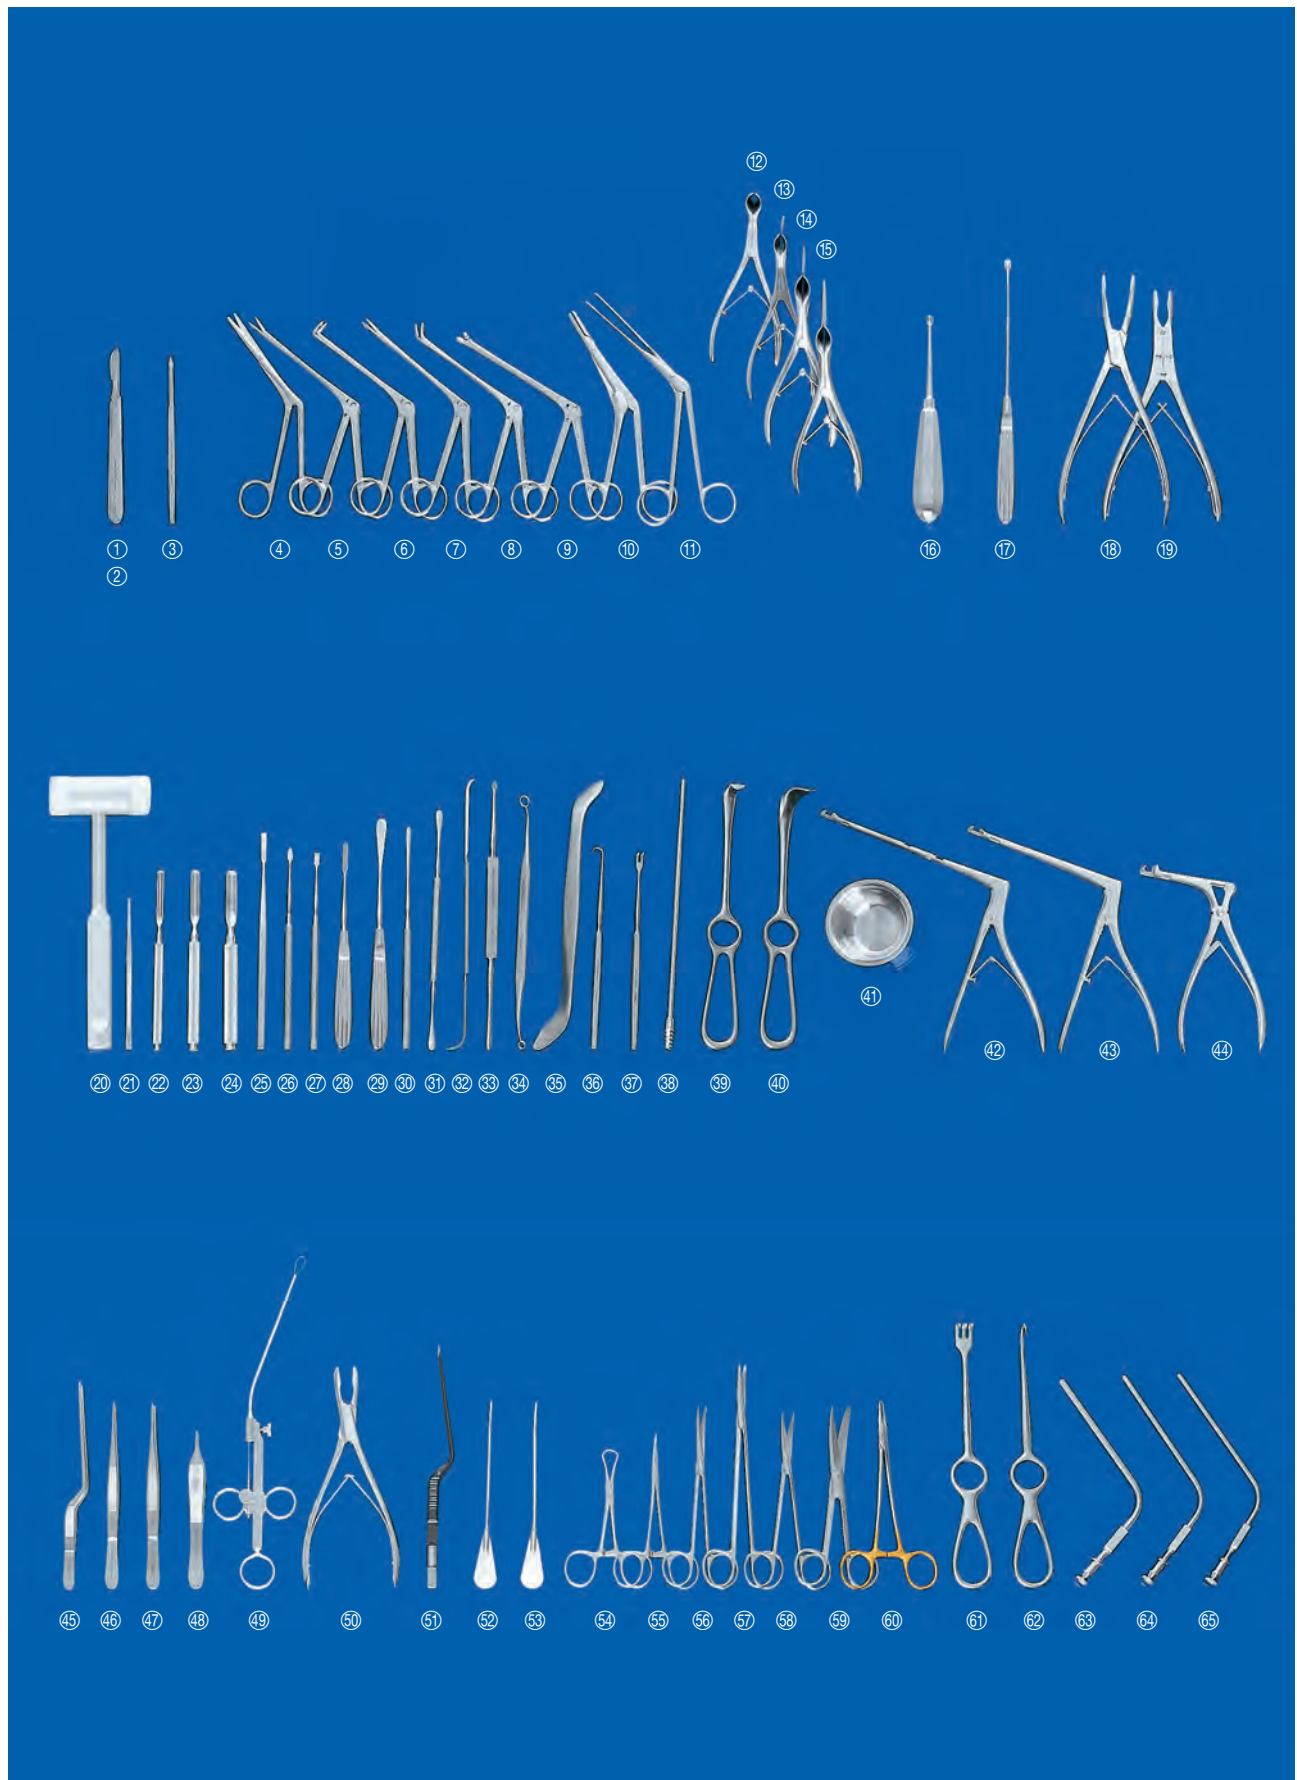 ⑫
⑬
⑭
⑮
① ③ ④ ⑤ ⑥ ⑦ ⑧ ⑨ ⑩ ⑪ ⑯ ⑰ ⑱ ⑲
②
㊶
㊷ ㊸ ㊹
⑳ ㉑ ㉒ ㉓ ㉔ ㉕ ㉖ ㉗ ㉘ ㉙ ㉚ ㉛ ㉜ ㉝ ㉞ ㉟ ㊱ ㊲ ㊳ ㊴ ㊵
㊺ ㊻ ㊼ ㊽ ㊾ ㊿ 51 52 53 54 55 56 57 58 59 60 61 62 63 64 65